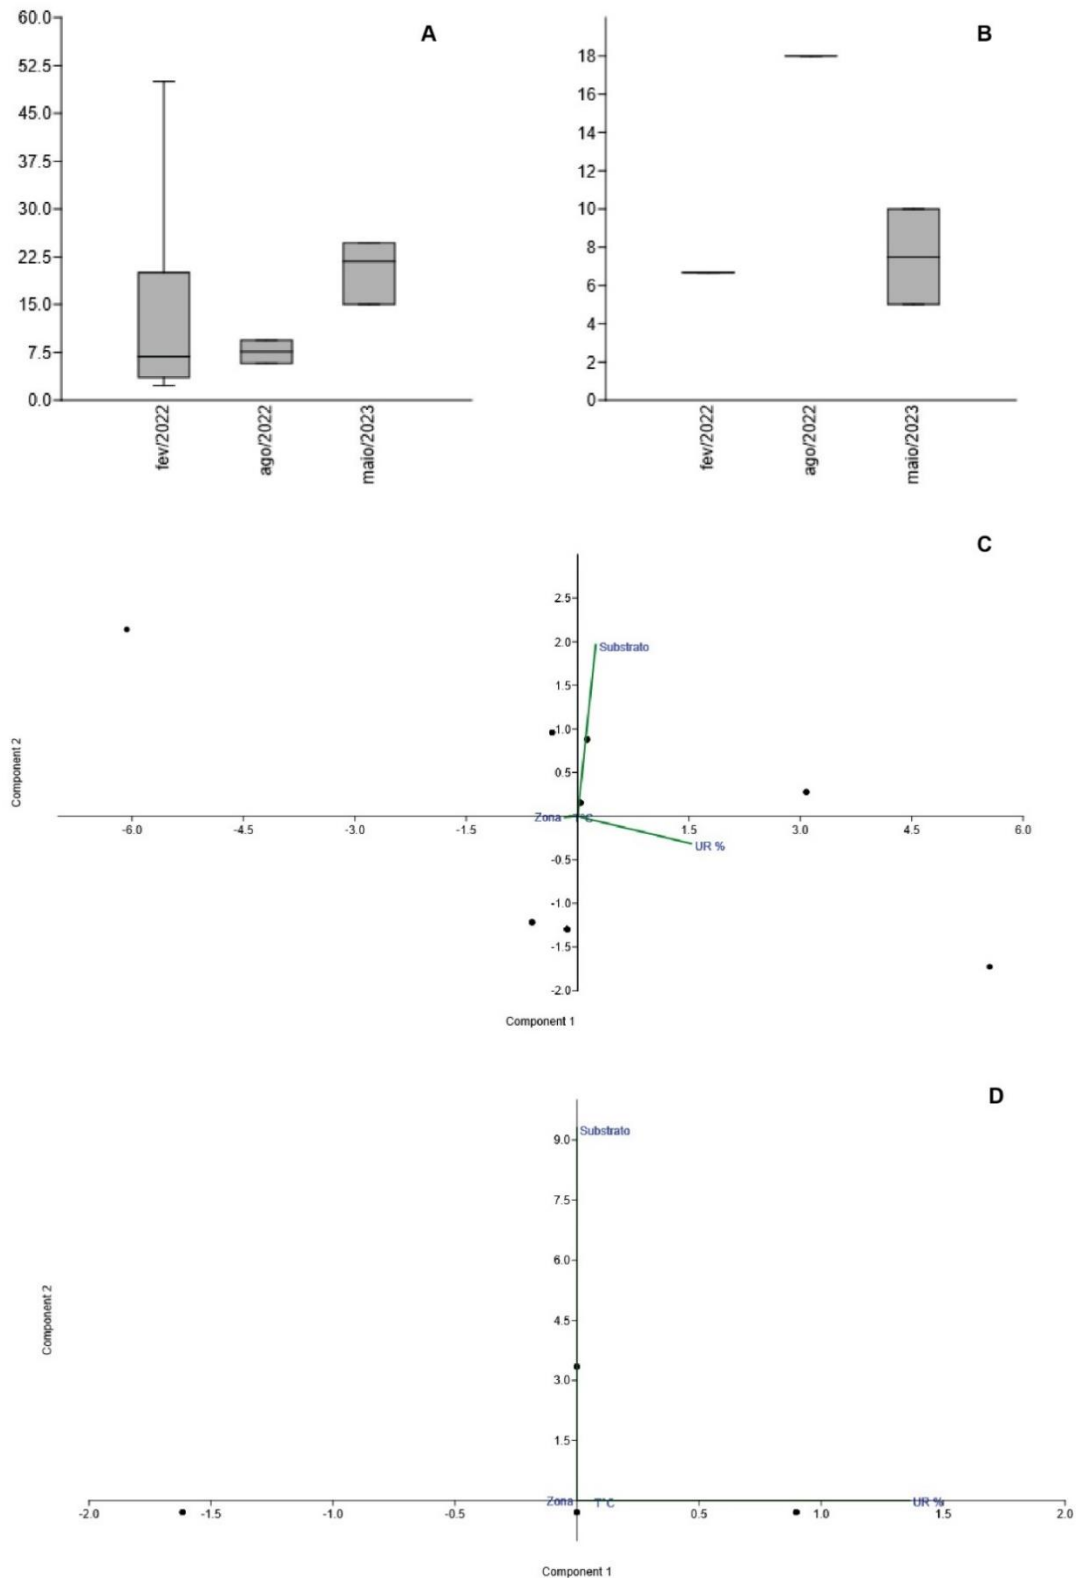 A
60.0
52.5
45.0
37.5
30.0
22.5
15.0
7.5
0.0
fev/2022
ago/2022
maio/2023
B
18
16
14
12
10
8
6
4
2
0
fev/2022
ago/2022
maio/2023
C
2.5
2.0
Substrato
1.5
1.0
0.5
Component 2
Zona
°C
-6.0 -4.5 -3.0 -1.5 1.5 3.0 4.5 6.0
UR %
-0.5
-1.0
-1.5
-2.0
Component 1
D
Substrato
9.0
7.5
6.0
4.5
Component 2
3.0
1.5
Zona T°C UR %
-2.0 -1.5 -1.0 -0.5 0.5 1.0 1.5 2.0
Component 1